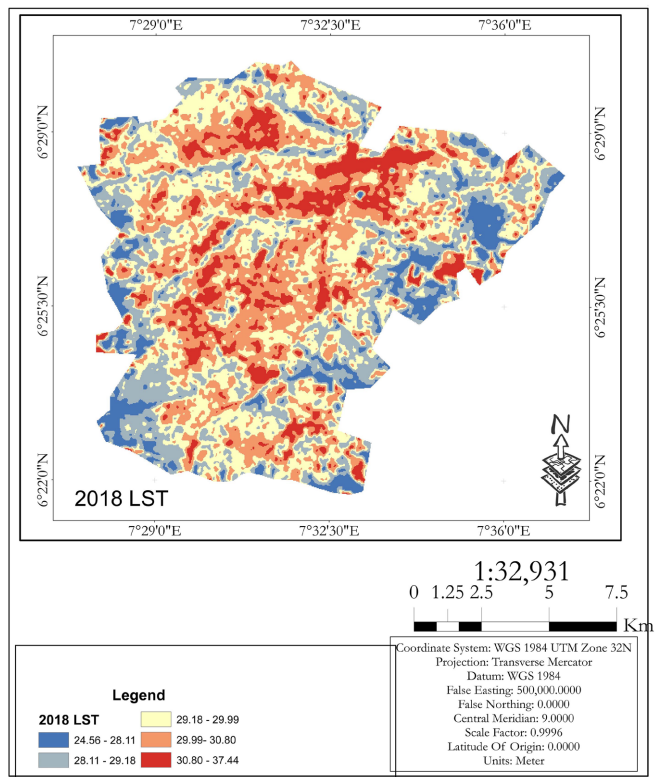 7°29'0"E 7°32'30"E 7°36'0"E
6°29'0"N 6°29'0"N
6°25'30"N 6°25'30"N
6°22'0"N 6°22'0"N
N
2018 LST
7°29'0"E 7°32'30"E 7°36'0"E
1:32,931
0 1.25 2.5 5 7.5
Km
Coordinate System: WGS 1984 UTM Zone 32N
Projection: Transverse Mercator
Datum: WGS 1984
False Easting: 500,000.0000
False Northing: 0.0000
Central Meridian: 9.0000
Scale Factor: 0.9996
Latitude Of Origin: 0.0000
Units: Meter
Legend
2018 LST
24.56 - 28.11
28.11 - 29.18
29.18 - 29.99
29.99- 30.80
30.80 - 37.44